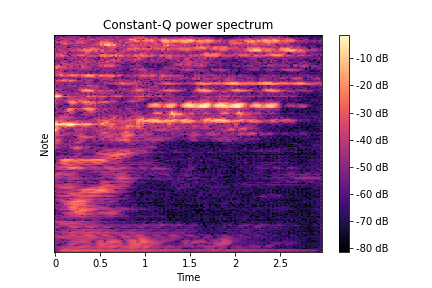 Constant-Q power spectrum
-10 dB
-20 dB
-30 dB
-40 dB
-50 dB
-60 dB
-70 dB
-80 dB
Note
0
0.5
1
1.5
2
2.5
Time